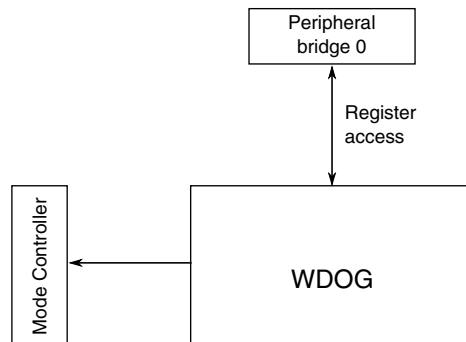 Peripheral
bridge 0
Register
access
Mode Controller
WDOG